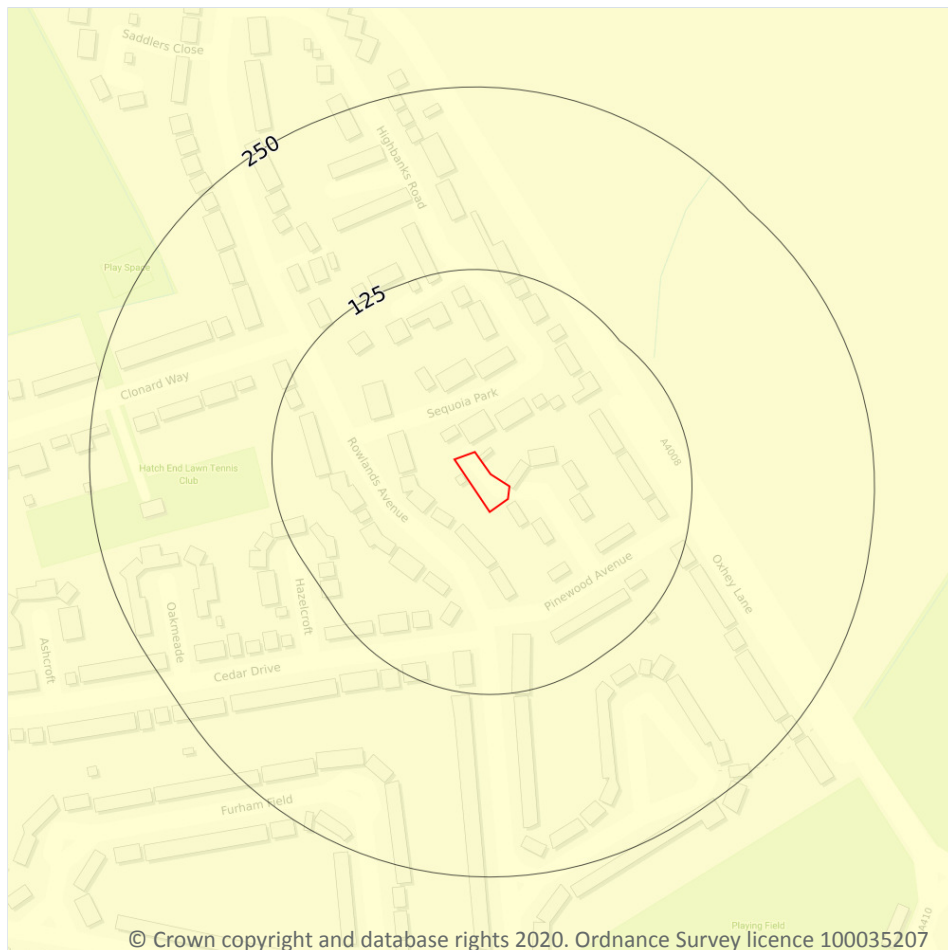 Saddlers Close
250
Highbanks Road
Play Space
125
Clonard Way
Sequoia Park
Hatch End Lawn Tennis
Club
Rowlands Avenue
A4008
Oxhey Lane
Pinewood Avenue
Hazelcroft
Oakmeade
Ashcroft
Cedar Drive
Furham Field
Playing Field
A410
© Crown copyright and database rights 2020. Ordnance Survey licence 100035207